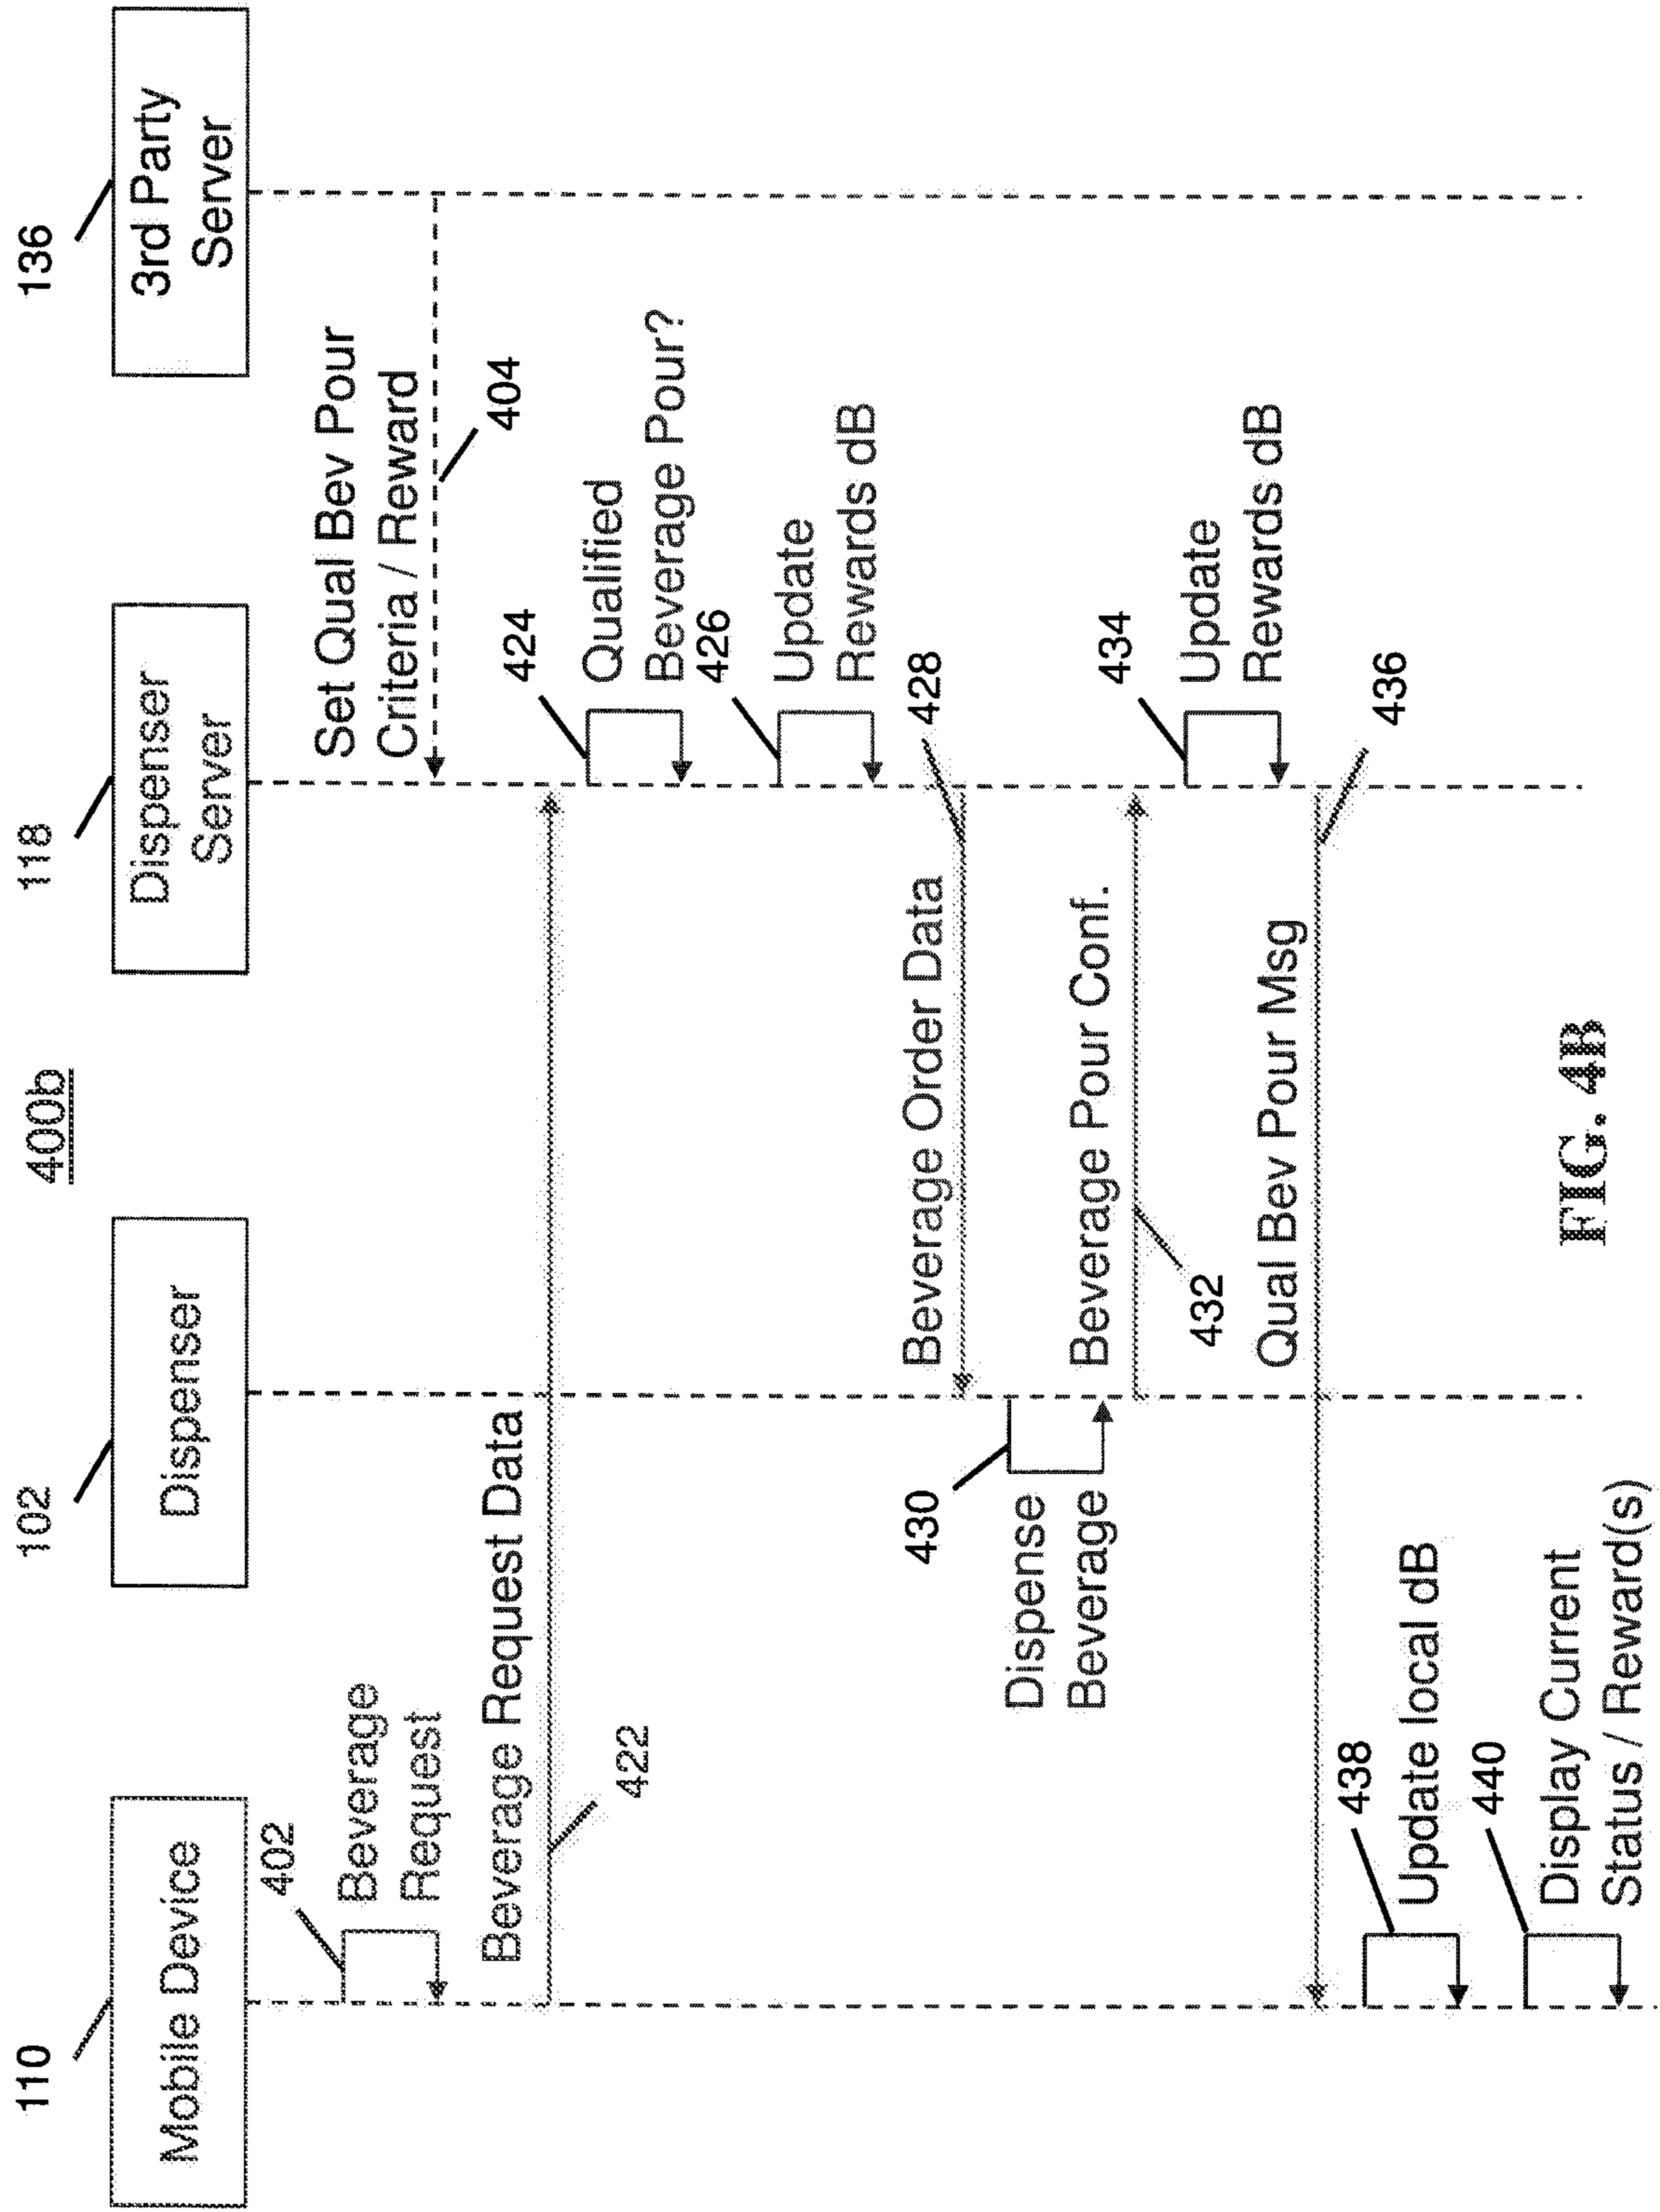 400b
110
102
118
136
Mobile Device
Dispenser
Dispenser
Server
3rd Party
Server
402
Beverage
Request
Set Qual Bev Pour
Criteria / Reward
404
Beverage Request Data
422
424
Qualified
Beverage Pour?
426
Update
Rewards dB
428
Beverage Order Data
430
Dispense
Beverage
Beverage Pour Conf.
432
434
Update
Rewards dB
Qual Bev Pour Msg
436
438
Update local dB
440
Display Current
Status / Reward(s)
FIG. 4B